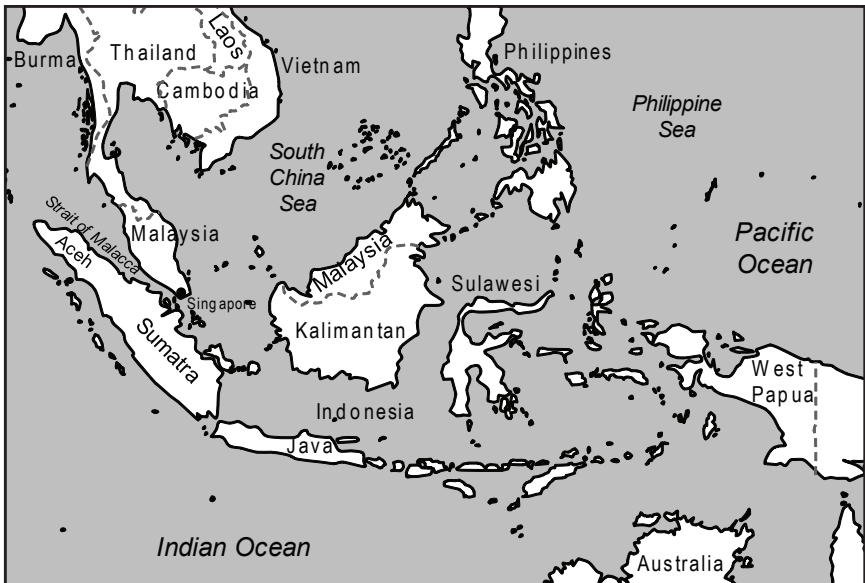 Burma
Thailand
Laos
Cambodia
Vietnam
Philippines
Philippine
Sea
South
China
Sea
Strait of Malacca
Malaysia
Aceh
Malaysia
Pacific
Ocean
Singapore
Sulawesi
Sumatra
Kalimantan
West
Papua
Indonesia
Java
Indian Ocean
Australia